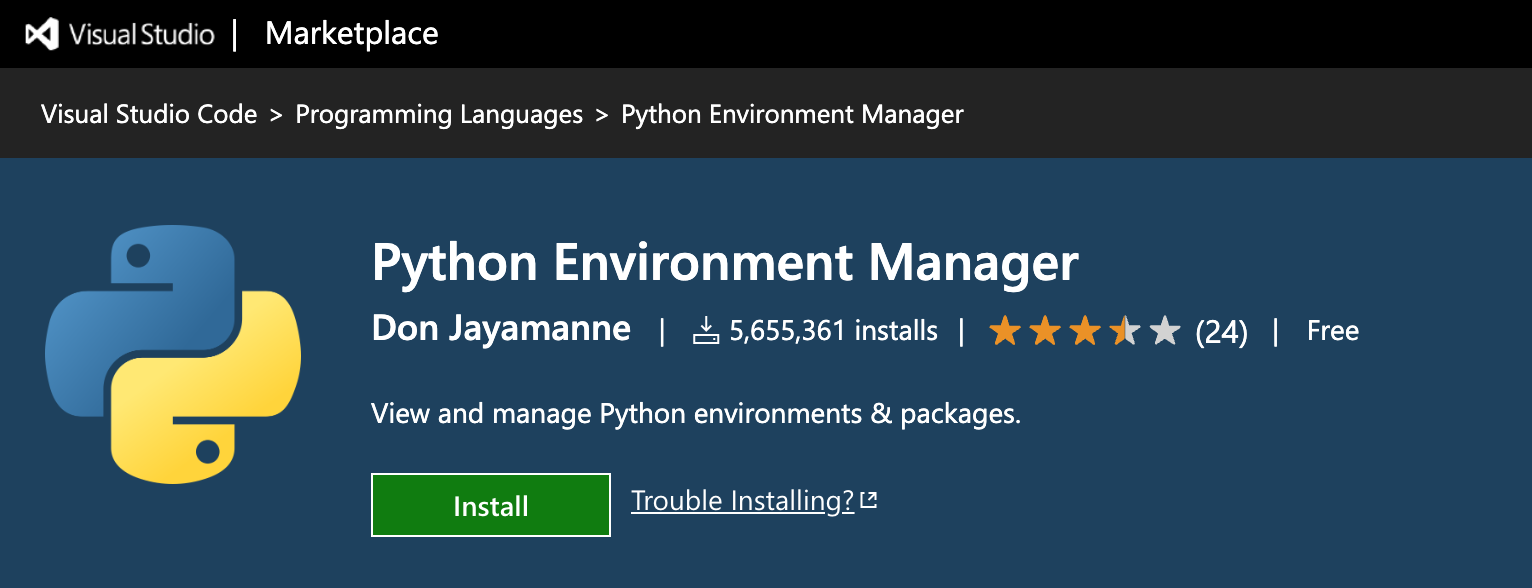 Visual Studio | Marketplace
Visual Studio Code > Programming Languages > Python Environment Manager
Python Environment Manager
Don Jayamanne | 5,655,361 installs | (24) | Free
View and manage Python environments & packages.
Install Trouble Installing?